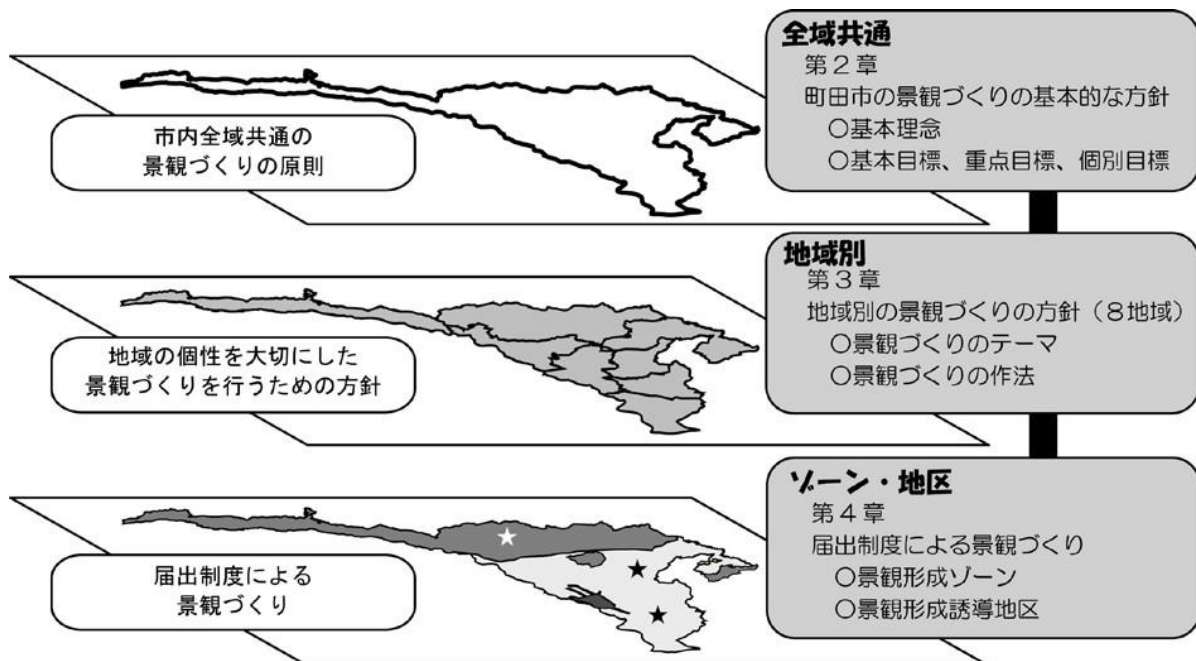 全域共通
第2章
町田市の景観づくりの基本的な方針
○基本理念
○基本目標、重点目標、個別目標
市内全域共通の
景観づくりの原則
地域別
第3章
地域別の景観づくりの方針（8地域）
○景観づくりのテーマ
○景観づくりの作法
地域の個性を大切にした
景観づくりを行うための方針
ゾーン・地区
第4章
届出制度による景観づくり
○景観形成ゾーン
○景観形成誘導地区
届出制度による
景観づくり